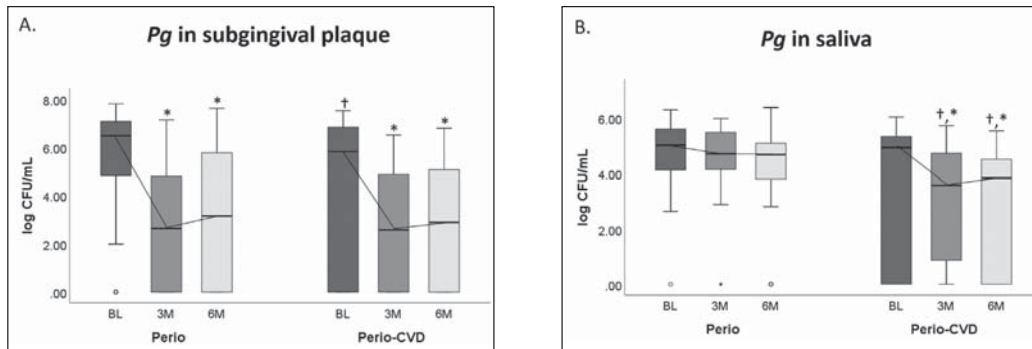 A.
Pg in subgingival plaque
log CFU/mL
8.00
6.00
4.00
2.00
.00
* * † * *
BL 3M 6M BL 3M 6M
Perio Perio-CVD
B.
Pg in saliva
log CFU/mL
6.00
4.00
2.00
.00
†,* †,*
BL 3M 6M BL 3M 6M
Perio Perio-CVD